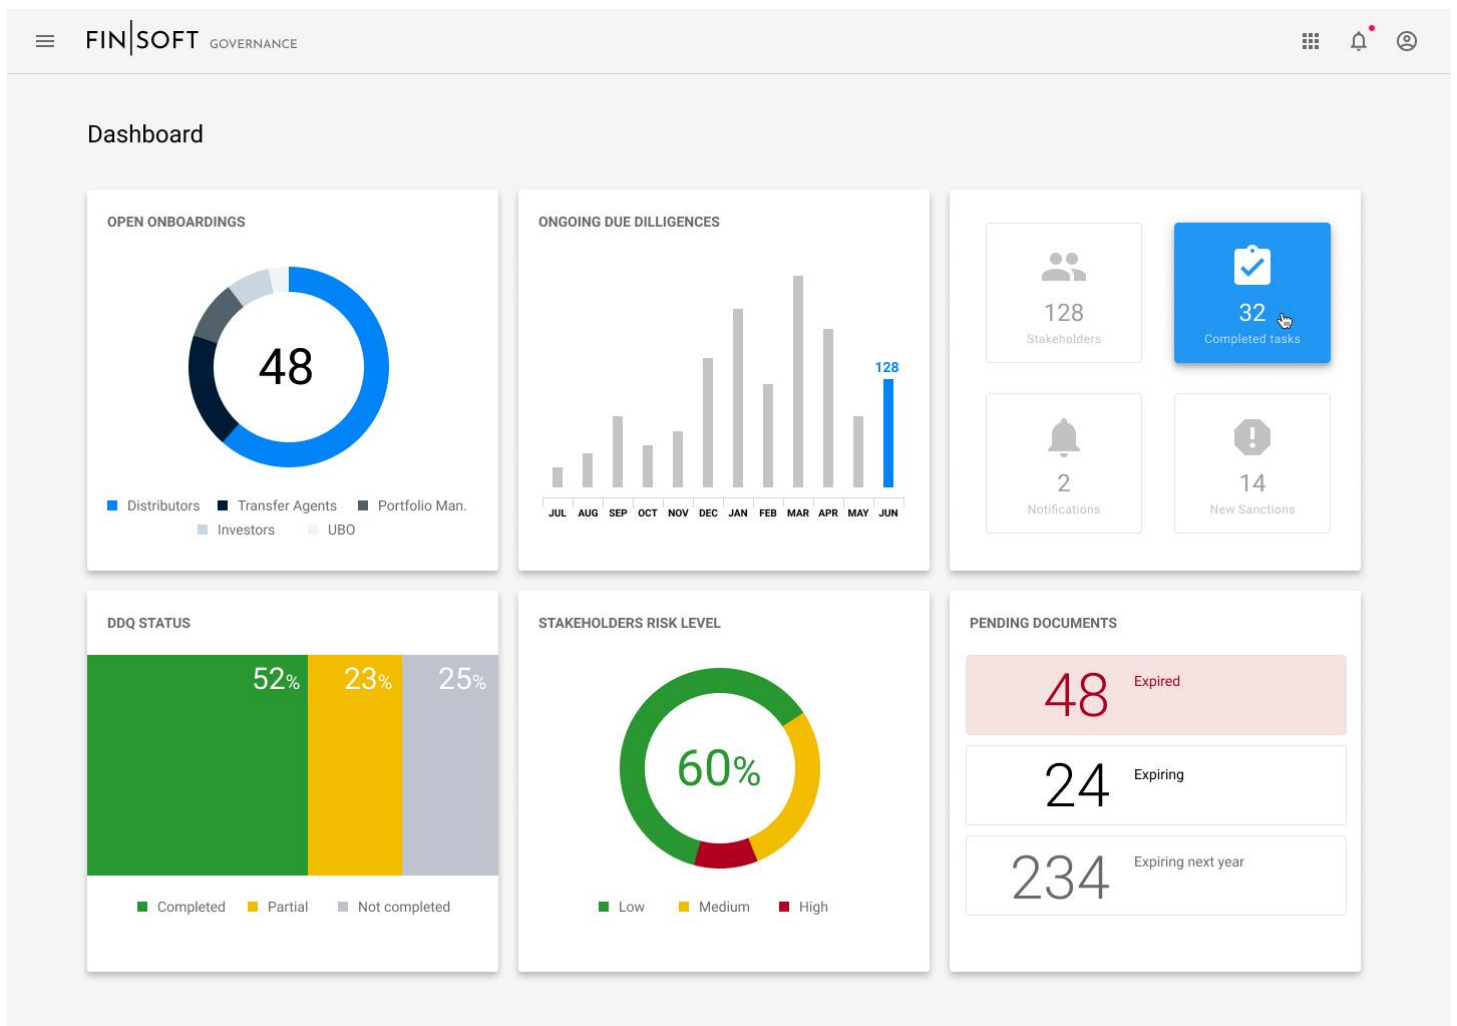 FIN|SOFT GOVERNANCE
Dashboard
OPEN ONBOARDINGS
48
Distributors Transfer Agents Portfolio Man.
Investors UBO
ONGOING DUE DILLIGENCES
128
JUL AUG SEP OCT NOV DEC JAN FEB MAR APR MAY JUN
128
Stakeholders
32
Completed tasks
2
Notifications
14
New Sanctions
DDQ STATUS
52% 23% 25%
Completed Partial Not completed
STAKEHOLDERS RISK LEVEL
60%
Low Medium High
PENDING DOCUMENTS
48 Expired
24 Expiring
234 Expiring next year